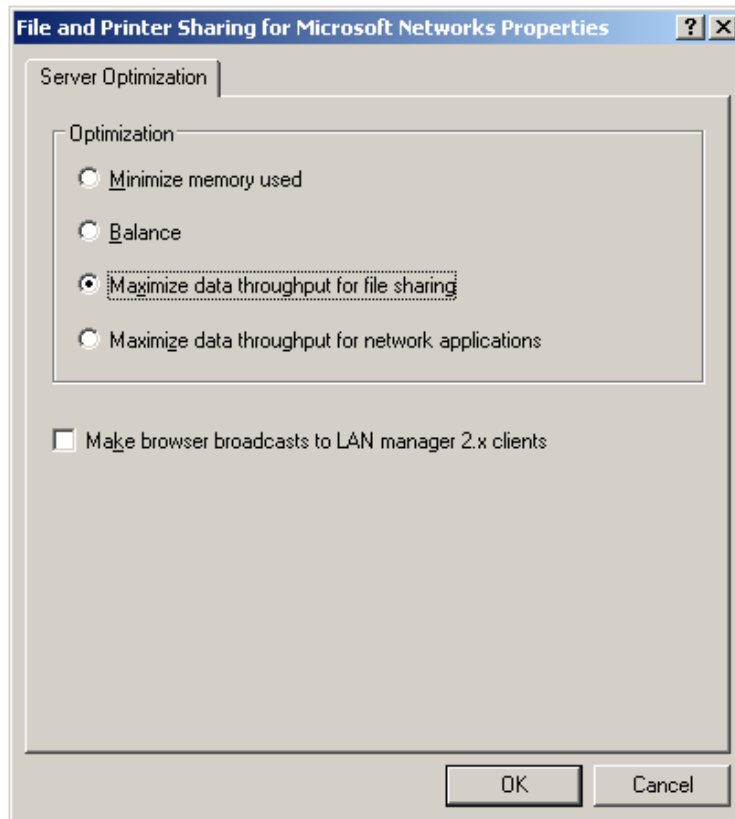 File and Printer Sharing for Microsoft Networks Properties
Server Optimization
Optimization
Minimize memory used
Balance
Maximize data throughput for file sharing
Maximize data throughput for network applications
Make browser broadcasts to LAN manager 2.x clients
OK Cancel